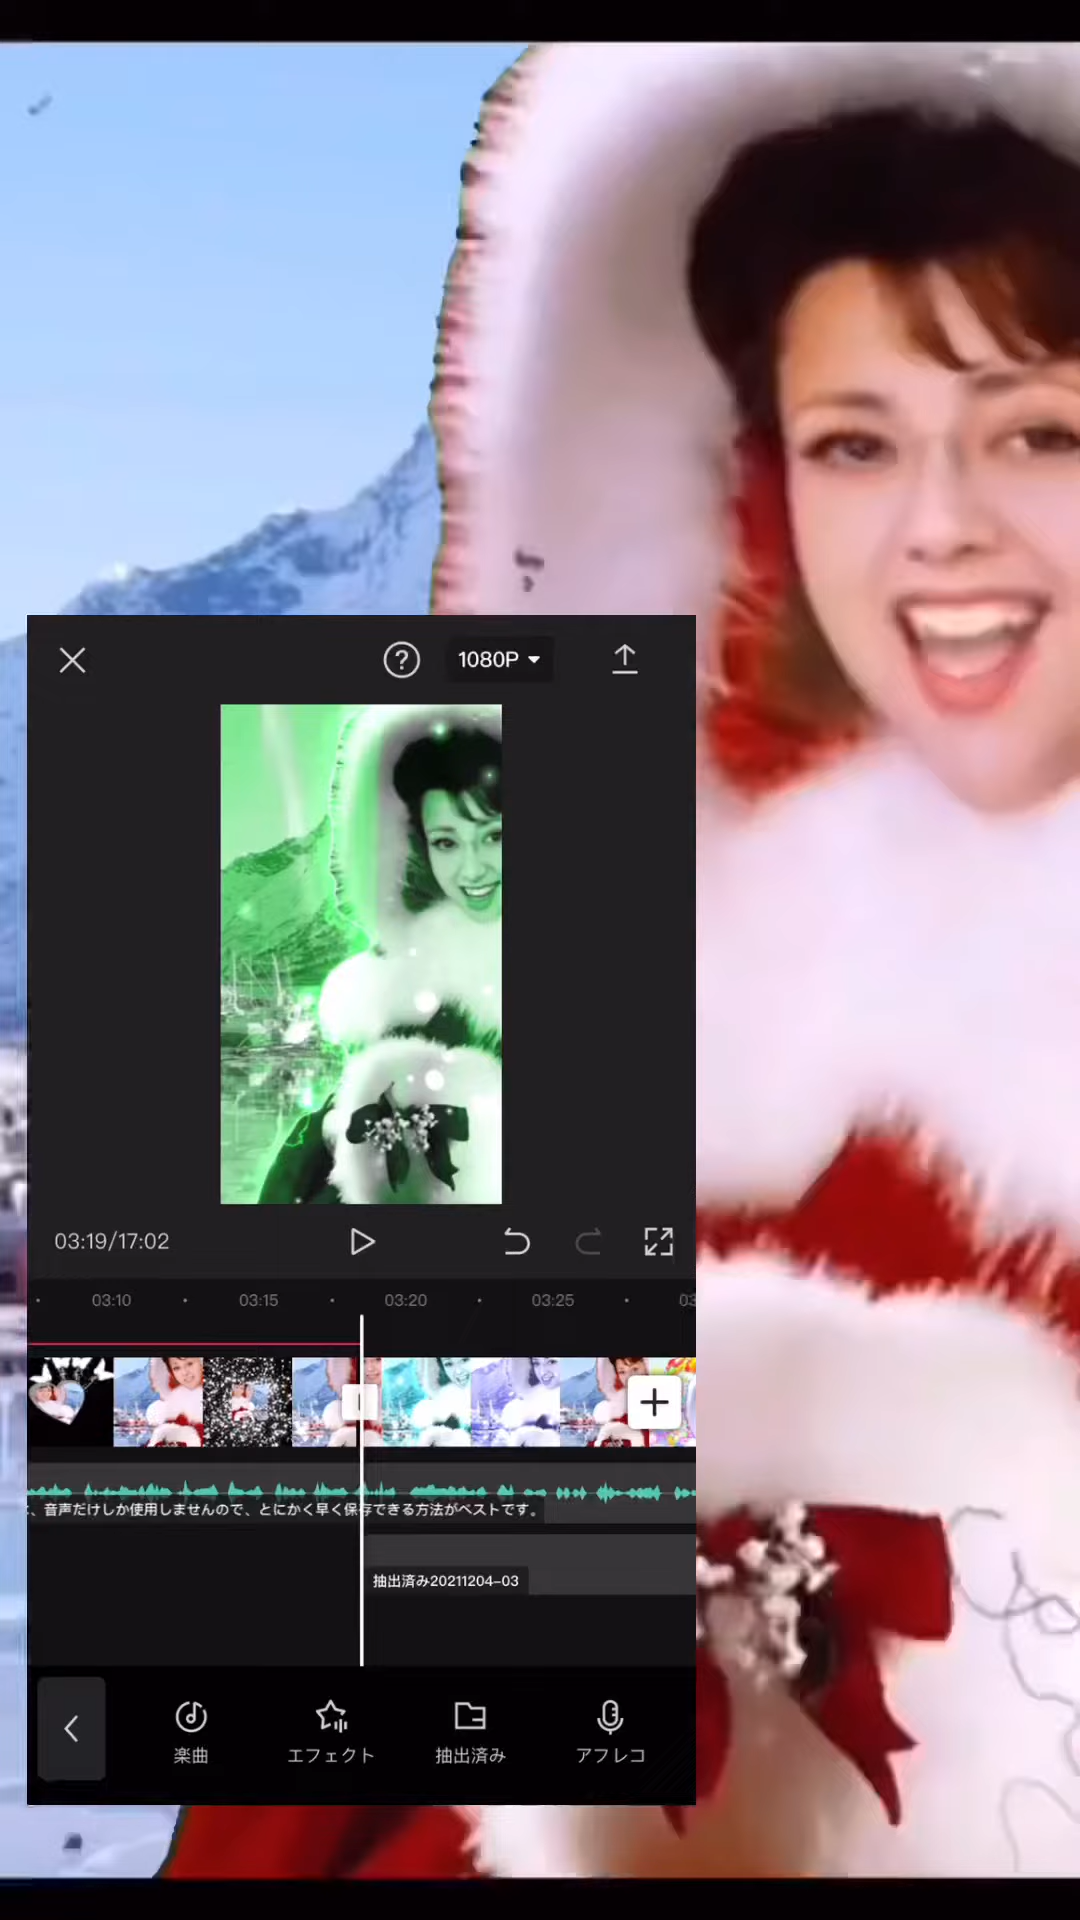 1080P
03:19/17:02
03:10 03:15 03:20 03:25 03
、音声だけしか使用しませんので、とにかく早く保存できる方法がベストです。
抽出済み20211204-03
楽曲 エフェクト 抽出済み アフレコ